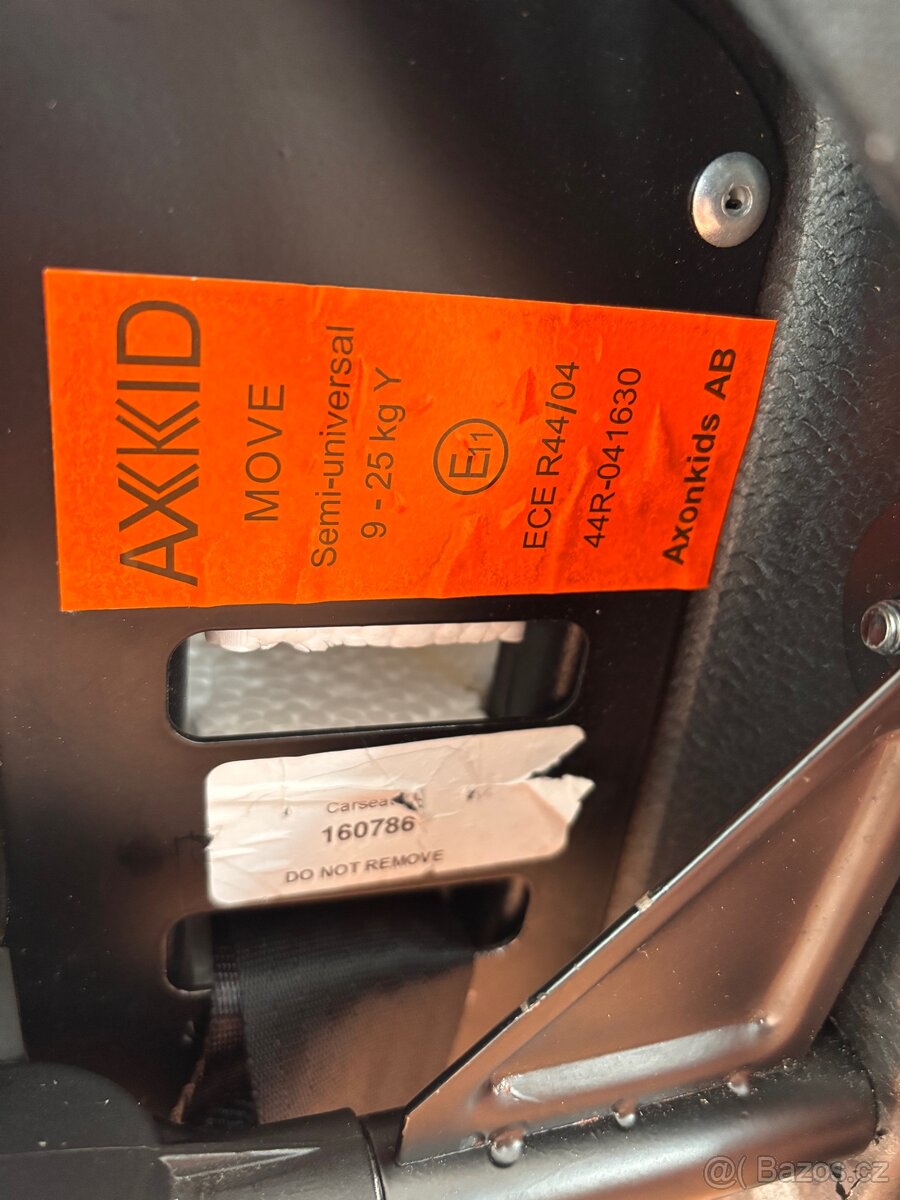 AXKID
MOVE
Semi-universal
9 - 25 kg Y
E11
ECE R44/04
44R-041630
Axonkids AB
160786
DO NOT REMOVE
@( Bazos.cz